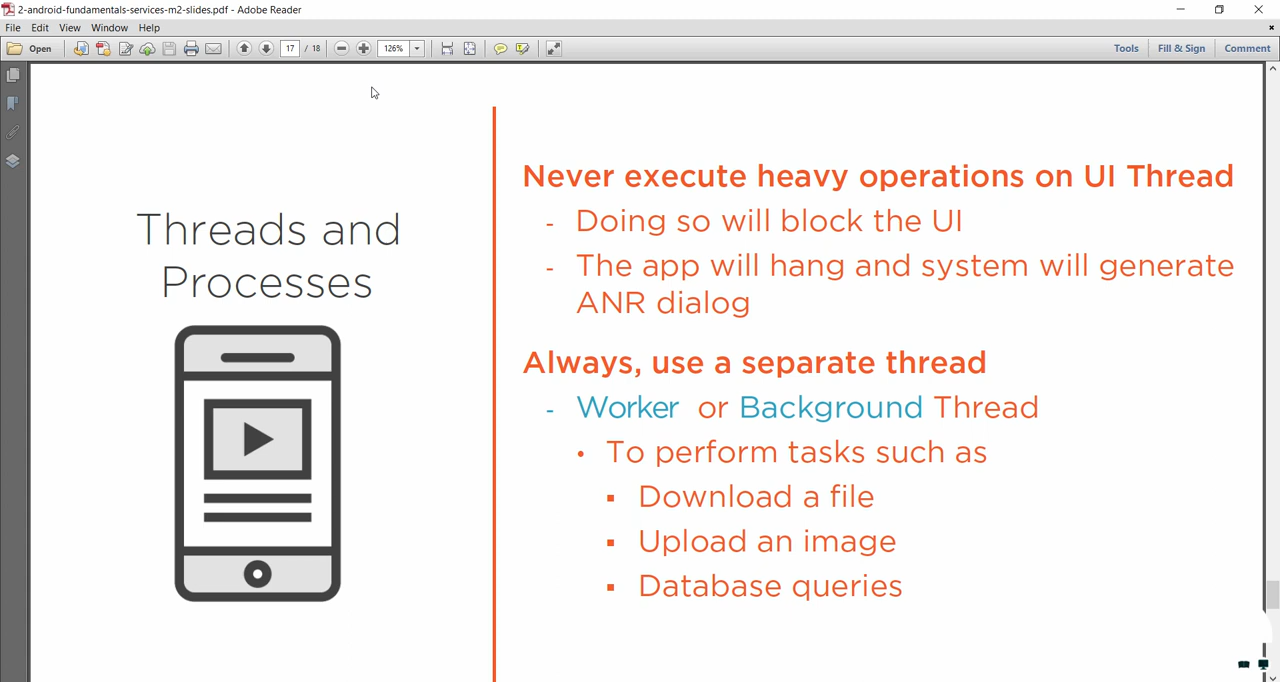 2-android-fundamentals-services-m2-slides.pdf - Adobe Reader
File Edit View Window Help
Open 17 / 18 126% Tools Fill & Sign Comment
Threads and
Processes
Never execute heavy operations on UI Thread
- Doing so will block the UI
- The app will hang and system will generate
ANR dialog
Always, use a separate thread
- Worker or Background Thread
• To perform tasks such as
▪ Download a file
▪ Upload an image
▪ Database queries